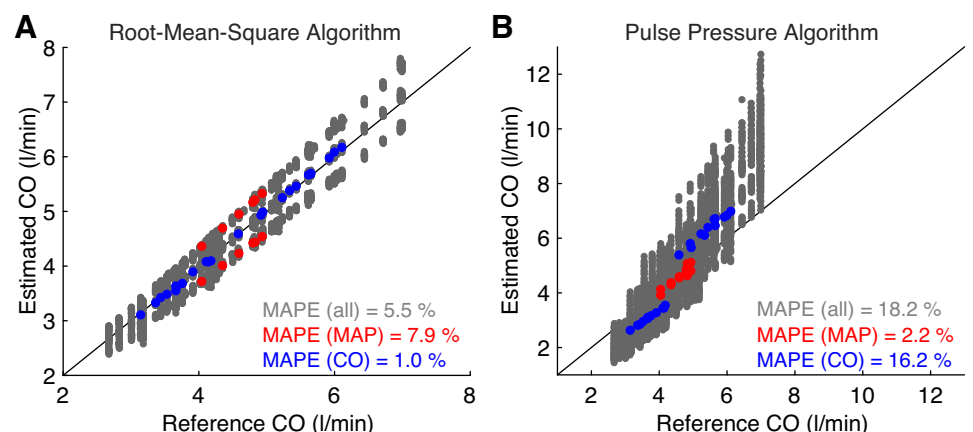 A
Root-Mean-Square Algorithm
8
7
6
5
4
3
2
Estimated CO (l/min)
MAPE (all) = 5.5 %
MAPE (MAP) = 7.9 %
MAPE (CO) = 1.0 %
2 4 6 8
Reference CO (l/min)
B
Pulse Pressure Algorithm
12
10
8
6
4
2
Estimated CO (l/min)
MAPE (all) = 18.2 %
MAPE (MAP) = 2.2 %
MAPE (CO) = 16.2 %
2 4 6 8 10 12
Reference CO (l/min)